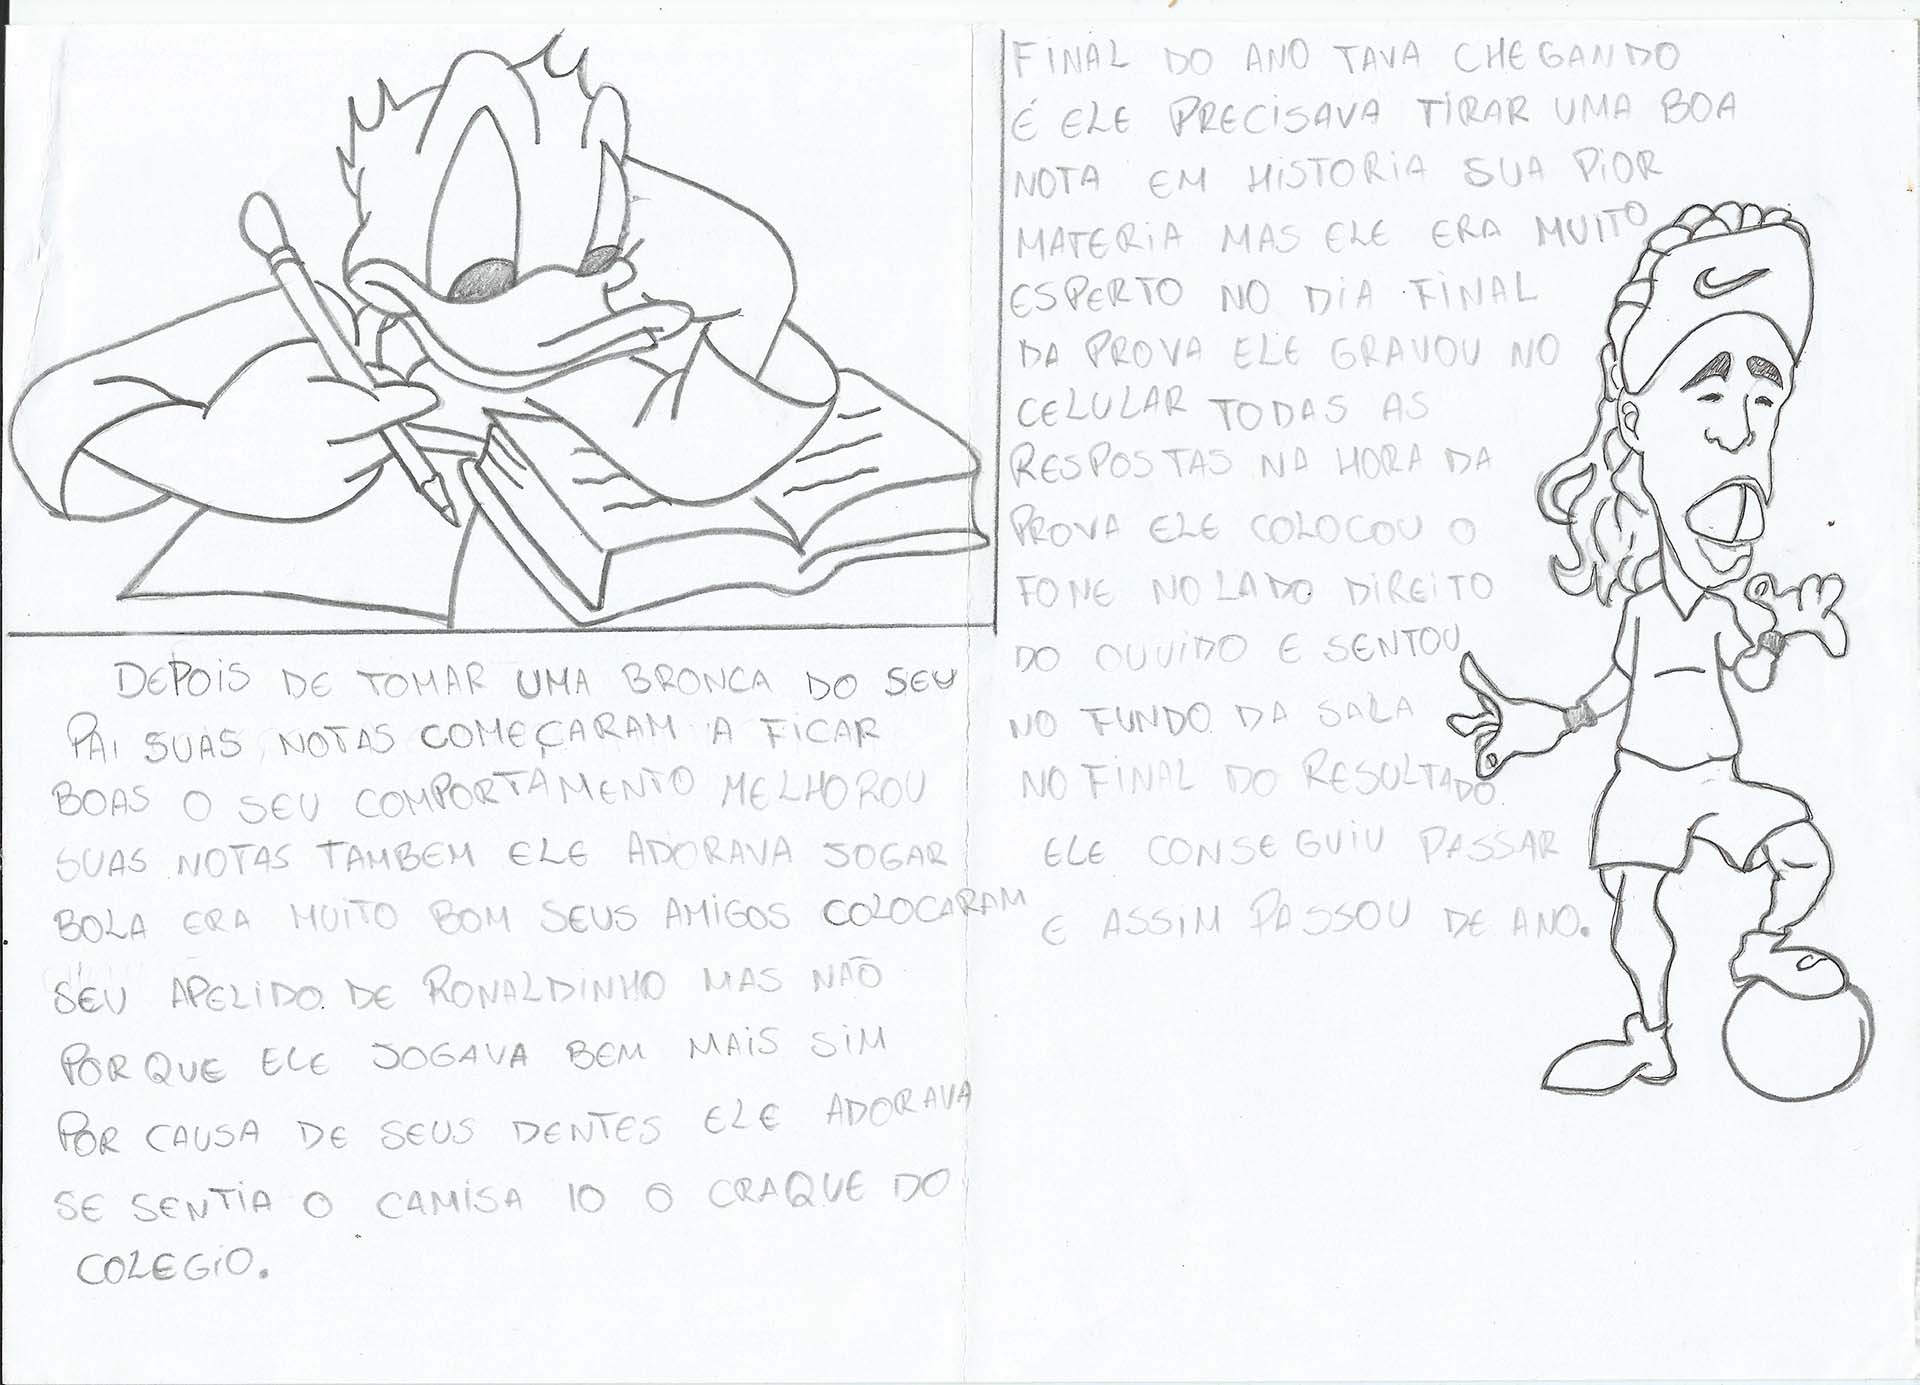 DEPOIS DE TOMAR UMA BRONCA DO SEU
PAI SUAS NOTAS COMEÇARAM A FICAR
BOAS O SEU COMPORTAMENTO MELHOROU
SUAS NOTAS TAMBEM ELE ADORAVA JOGAR
BOLA ERA MUITO BOM SEUS AMIGOS COLOCARAM
SEU APELIDO DE RONALDINHO MAS NÃO
PORQUE ELE JOGAVA BEM MAIS SIM
POR CAUSA DE SEUS DENTES ELE ADORAVA
SE SENTIA O CAMISA 10 O CRAQUE DO
COLEGIO.
FINAL DO ANO TAVA CHEGANDO
É ELE PRECISAVA TIRAR UMA BOA
NOTA EM HISTORIA SUA PIOR
MATERIA MAS ELE ERA MUITO
ESPERTO NO DIA FINAL
DA PROVA ELE GRAVOU NO
CELULAR TODAS AS
RESPOSTAS NA HORA DA
PROVA ELE COLOCOU O
FONE NO LADO DIREITO
DO OUVIDO E SENTOU
NO FUNDO DA SALA
NO FINAL DO RESULTADO
ELE CONSEGUIU PASSAR
E ASSIM PASSOU DE ANO.